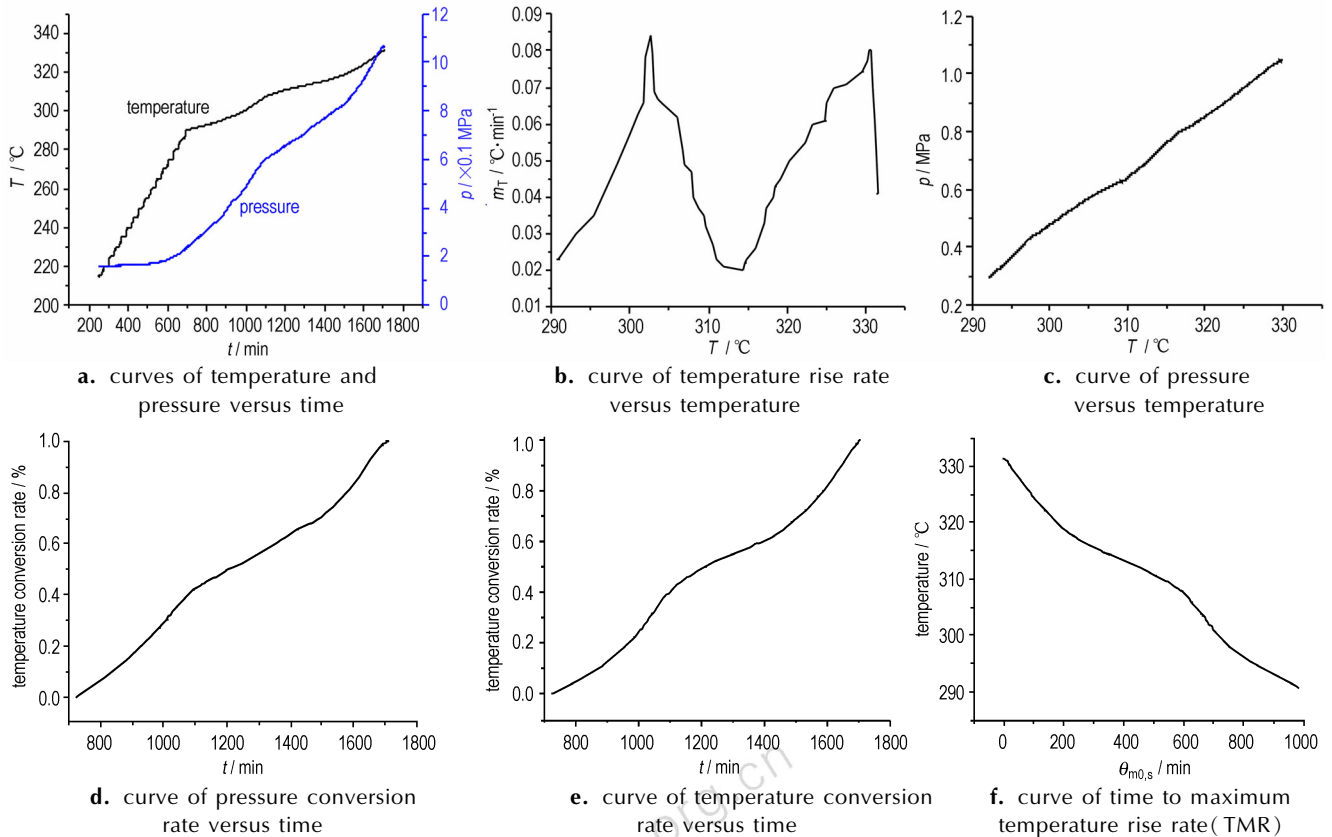 T / °C
340
320
300
280
260
240
220
200
200 400 600 800 1000 1200 1400 1600 1800
t / min
12
10
8
6
4
2
0
p / ×0.1 MPa
temperature
pressure
a. curves of temperature and
pressure versus time
m_T / °C·min⁻¹
0.09
0.08
0.07
0.06
0.05
0.04
0.03
0.02
0.01
290 300 310 320 330
T / °C
b. curve of temperature rise rate
versus temperature
p / MPa
1.2
1.0
0.8
0.6
0.4
0.2
290 300 310 320 330
T / °C
c. curve of pressure
versus temperature
temperature conversion rate / %
1.0
0.8
0.6
0.4
0.2
0.0
800 1000 1200 1400 1600 1800
t / min
d. curve of pressure conversion
rate versus time
temperature conversion rate / %
1.0
0.8
0.6
0.4
0.2
0.0
800 1000 1200 1400 1600 1800
t / min
e. curve of temperature conversion
rate versus time
temperature / °C
330
320
310
300
290
0 200 400 600 800 1000
θm0,s / min
f. curve of time to maximum
temperature rise rate( TMR)
org.cn